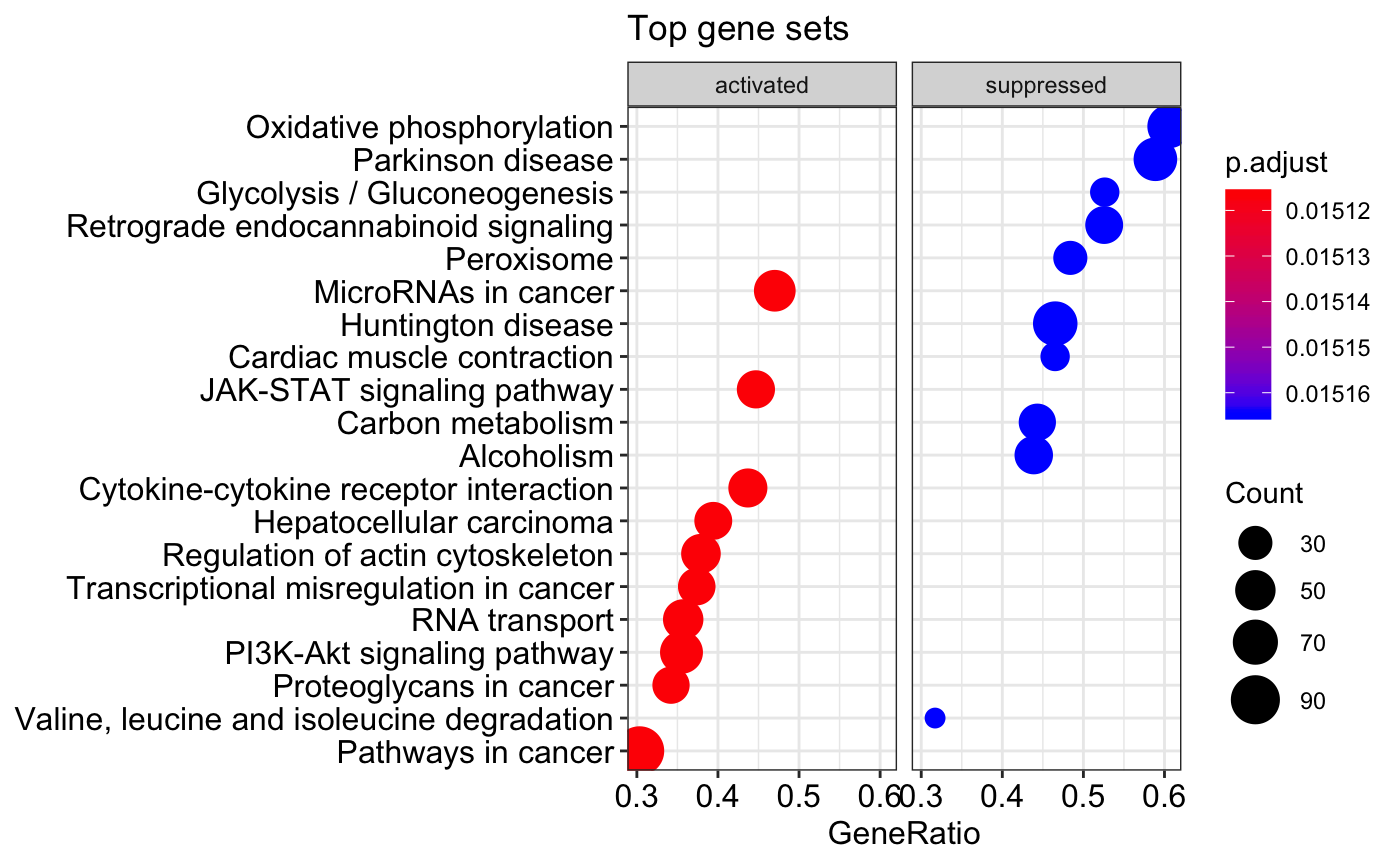 Top gene sets
activated
suppressed
Oxidative phosphorylation
Parkinson disease
Glycolysis / Gluconeogenesis
Retrograde endocannabinoid signaling
Peroxisome
MicroRNAs in cancer
Huntington disease
Cardiac muscle contraction
JAK-STAT signaling pathway
Carbon metabolism
Alcoholism
Cytokine-cytokine receptor interaction
Hepatocellular carcinoma
Regulation of actin cytoskeleton
Transcriptional misregulation in cancer
RNA transport
PI3K-Akt signaling pathway
Proteoglycans in cancer
Valine, leucine and isoleucine degradation
Pathways in cancer
0.3 0.4 0.5 0.6
0.3 0.4 0.5 0.6
GeneRatio
p.adjust
0.01512
0.01513
0.01514
0.01515
0.01516
Count
30
50
70
90